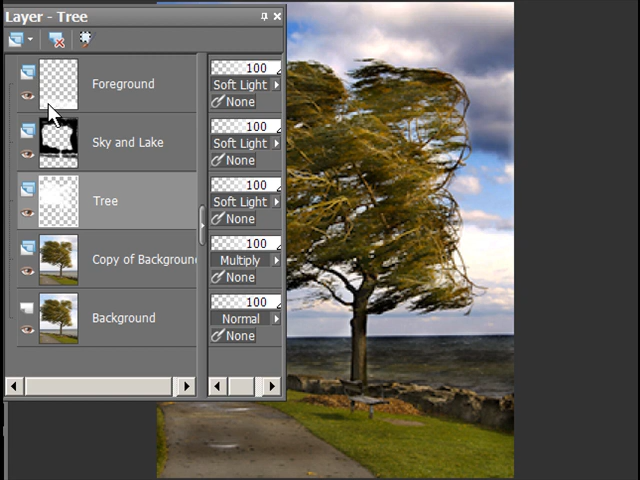 Layer - Tree
Foreground
100
Soft Light
None
Sky and Lake
100
Soft Light
None
Tree
100
Soft Light
None
Copy of Backgroun
100
Multiply
None
Background
100
Normal
None